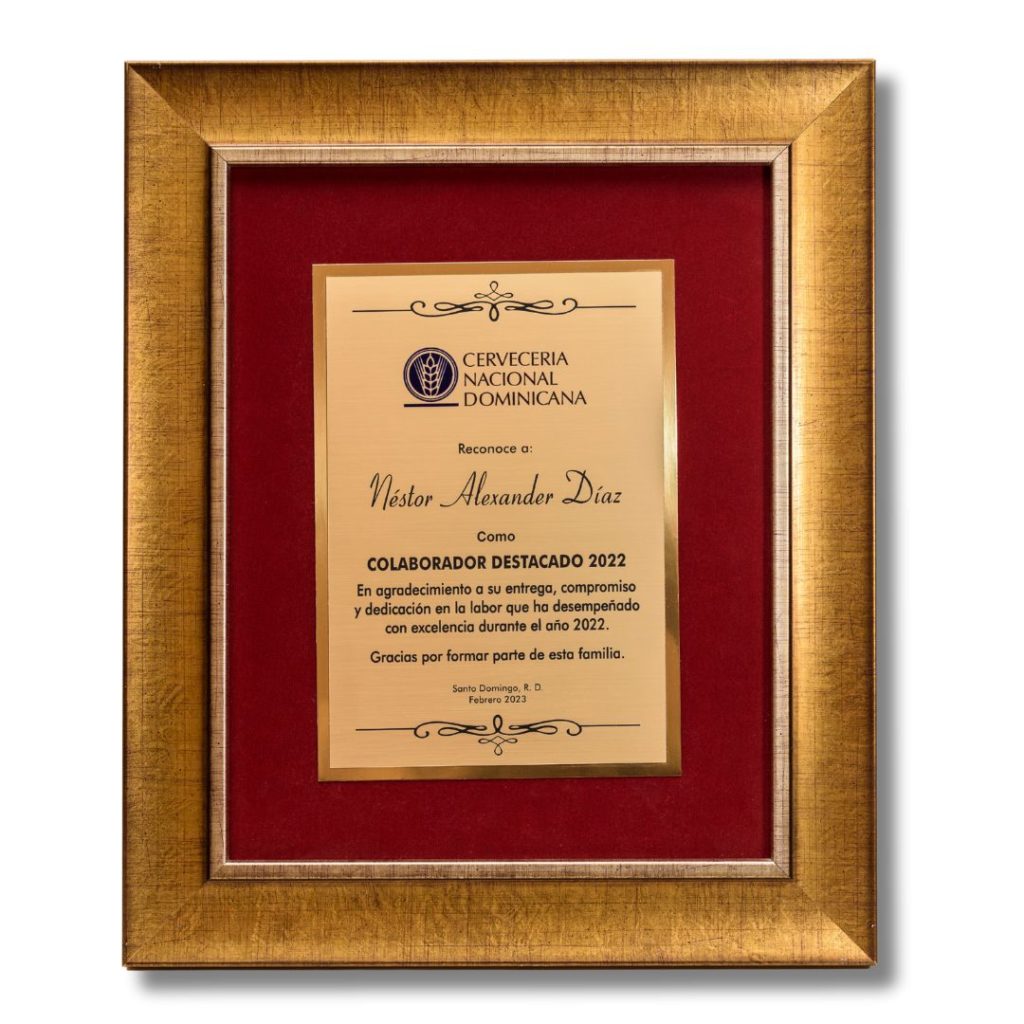 CERVECERIA
NACIONAL
DOMINICANA
Reconoce a:
Néstor Alexander Díaz
Como
COLABORADOR DESTACADO 2022
En agradecimiento a su entrega, compromiso
y dedicación en la labor que ha desempeñado
con excelencia durante el año 2022.
Gracias por formar parte de esta familia.
Santo Domingo, R. D.
Febrero 2023